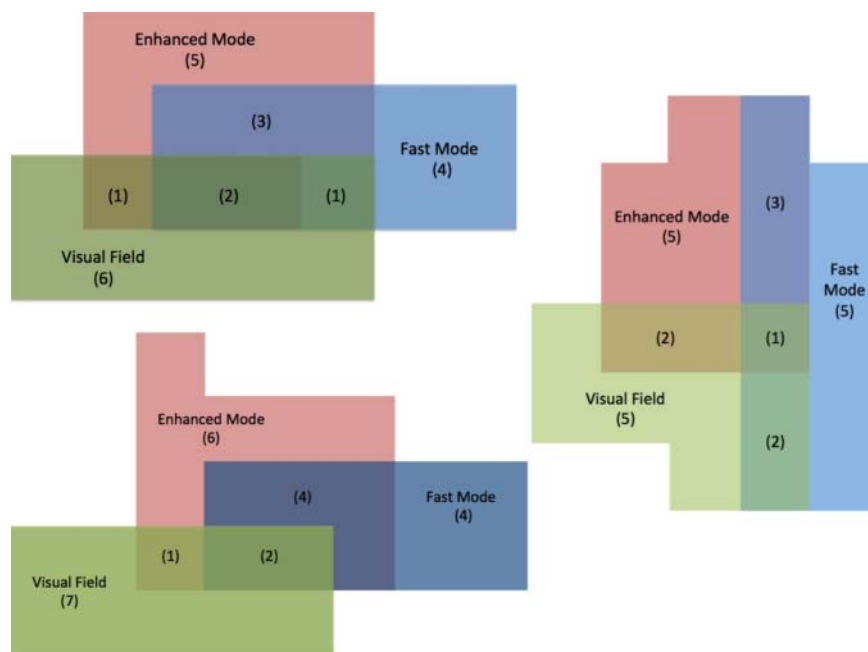 Enhanced Mode
(5)
(3)
Fast Mode
(4)
(1)
(2)
(1)
Visual Field
(6)
Enhanced Mode
(5)
(3)
Fast
Mode
(5)
(2)
(1)
Visual Field
(5)
(2)
Enhanced Mode
(6)
(4)
Fast Mode
(4)
(1)
(2)
Visual Field
(7)